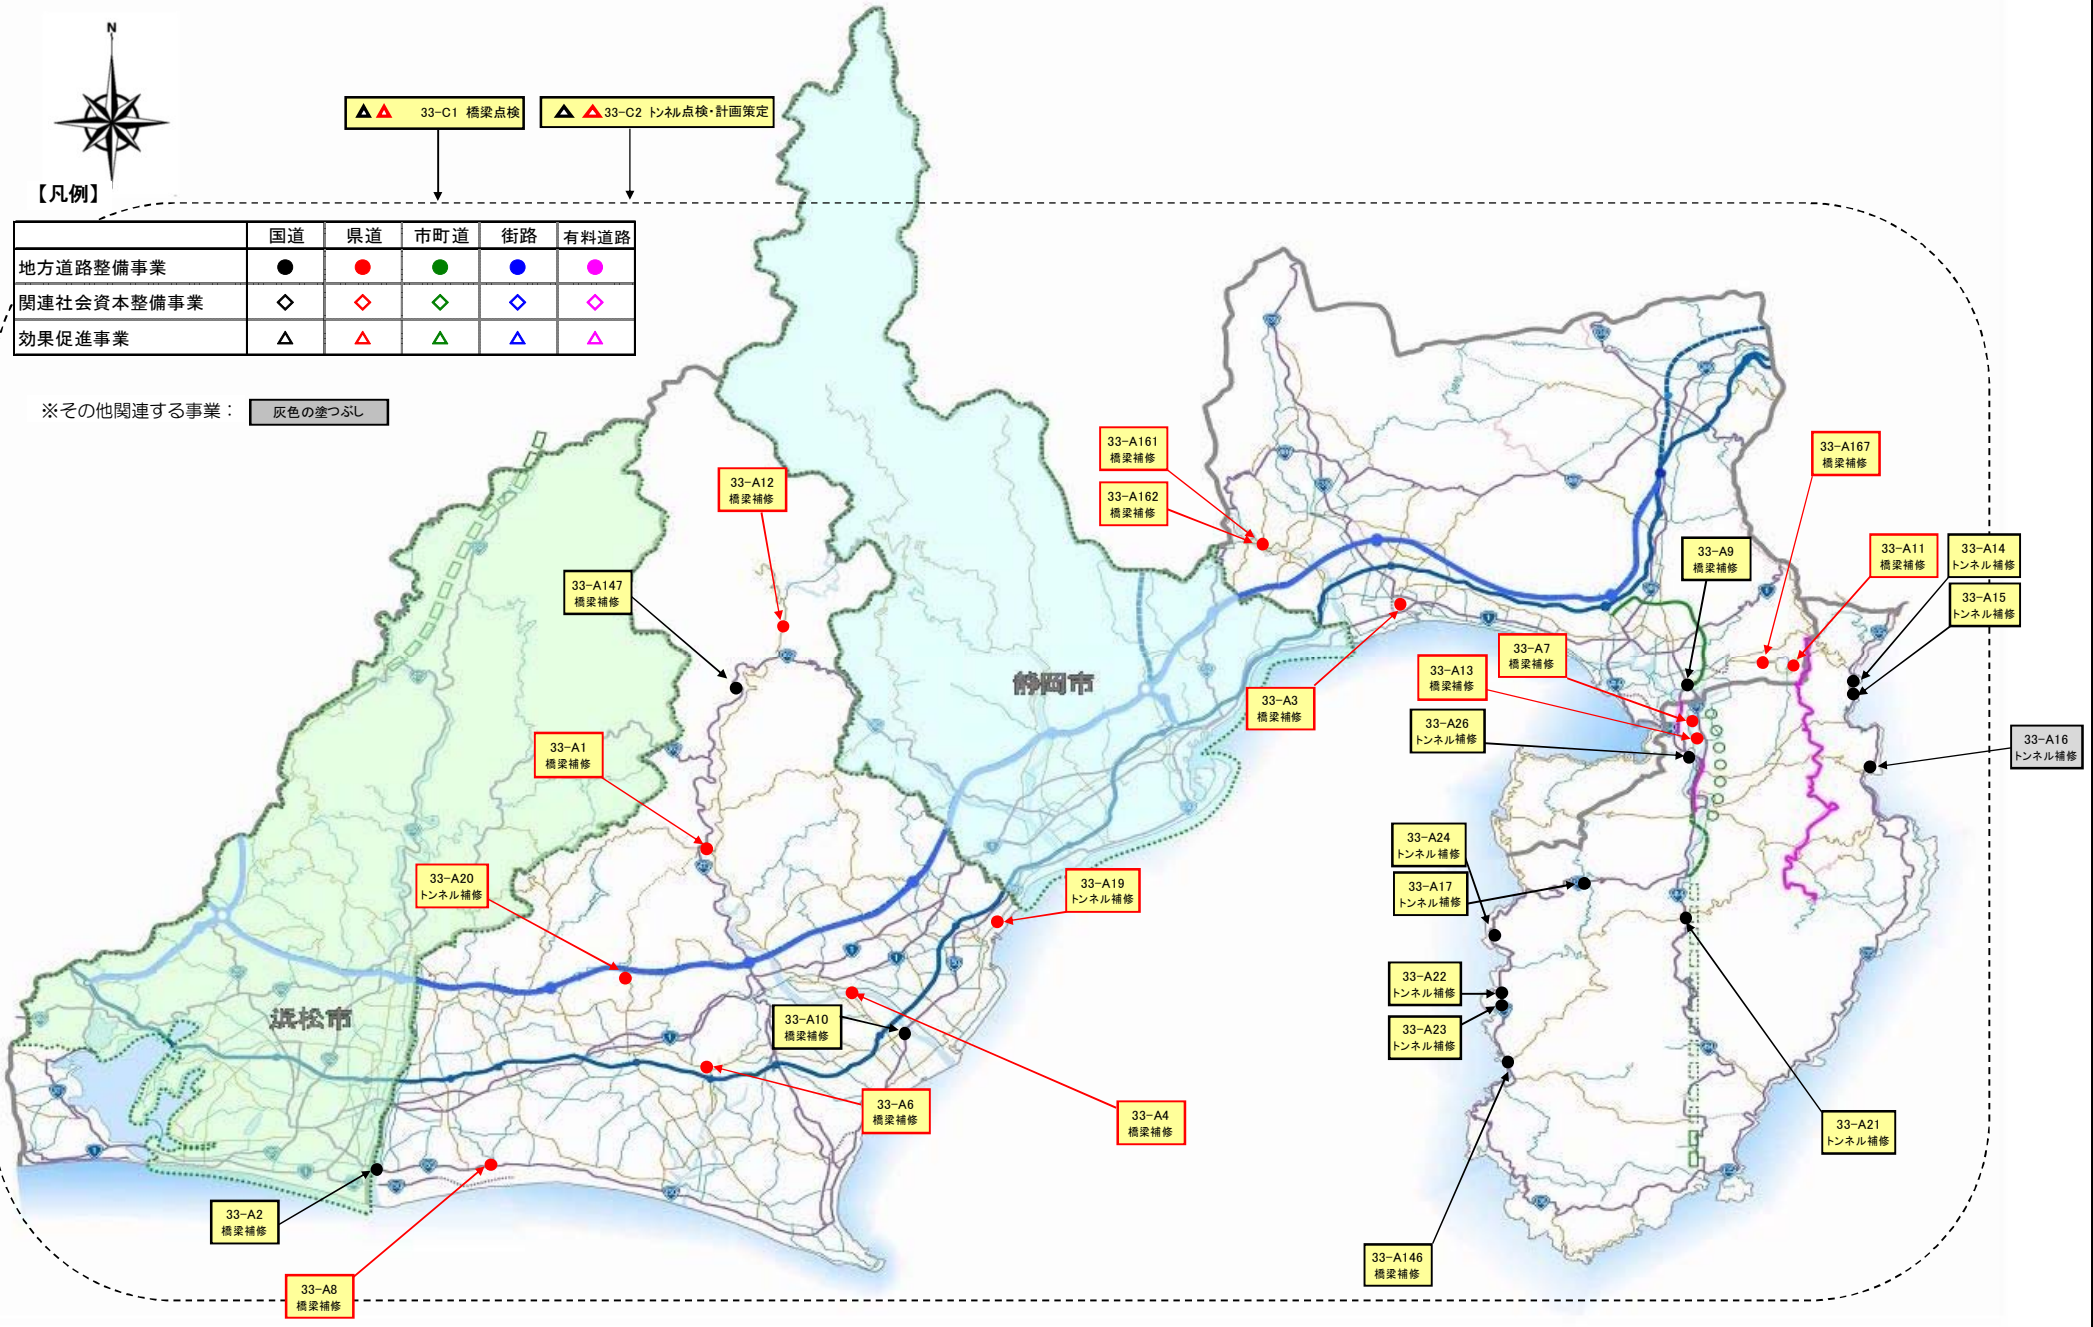 N
33-C1 橋梁点検
33-C2 トンネル点検・計画策定
【凡例】
国道 県道 市町道 街路 有料道路
地方道路整備事業
関連社会資本整備事業
効果促進事業
※その他関連する事業：
灰色の塗つぶし
33-A161
橋梁補修
33-A162
橋梁補修
33-A167
橋梁補修
33-A12
橋梁補修
33-A147
橋梁補修
33-A9
橋梁補修
33-A11
橋梁補修
33-A14
トンネル補修
33-A15
トンネル補修
33-A7
橋梁補修
33-A13
橋梁補修
33-A3
橋梁補修
33-A26
トンネル補修
33-A16
トンネル補修
静岡市
33-A1
橋梁補修
33-A24
トンネル補修
33-A17
トンネル補修
33-A20
トンネル補修
33-A19
トンネル補修
33-A22
トンネル補修
33-A23
トンネル補修
浜松市
33-A10
橋梁補修
33-A6
橋梁補修
33-A4
橋梁補修
33-A21
トンネル補修
33-A2
橋梁補修
33-A146
橋梁補修
33-A8
橋梁補修